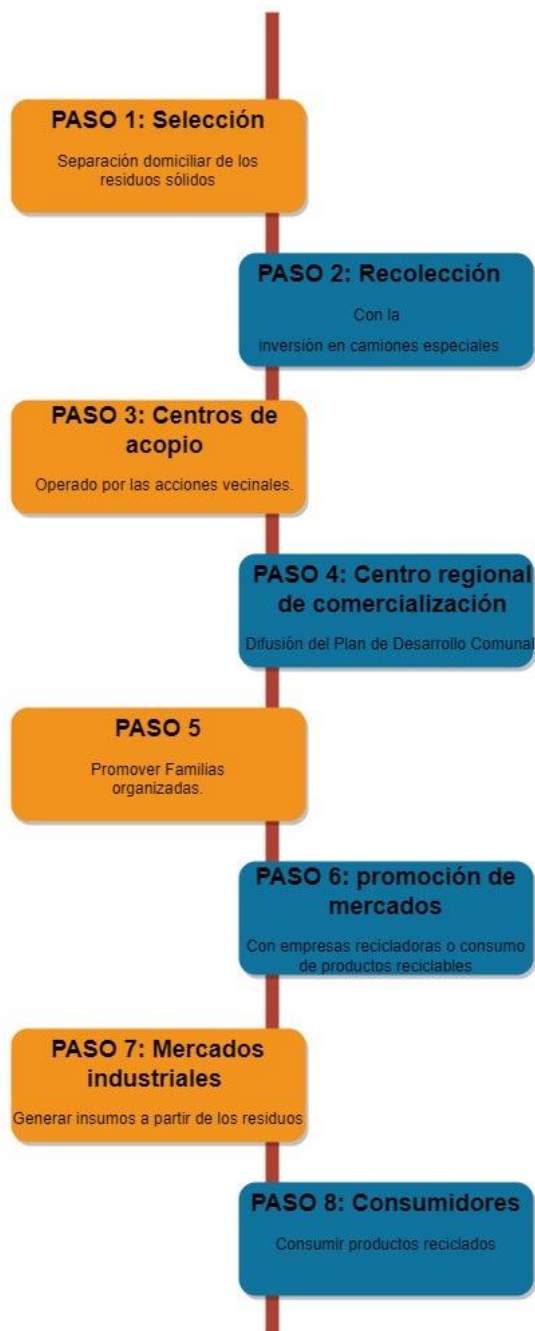 PASO 1: Selección
Separación domiciliar de los
residuos sólidos
PASO 2: Recolección
Con la
inversión en camiones especiales
PASO 3: Centros de
acopio
Operado por las acciones vecinales.
PASO 4: Centro regional
de comercialización
Difusión del Plan de Desarrollo Comunal
PASO 5
Promover Familias
organizadas.
PASO 6: promoción de
mercados
Con empresas recicladoras o consumo
de productos reciclables
PASO 7: Mercados
industriales
Generar insumos a partir de los residuos
PASO 8: Consumidores
Consumir productos reciclados